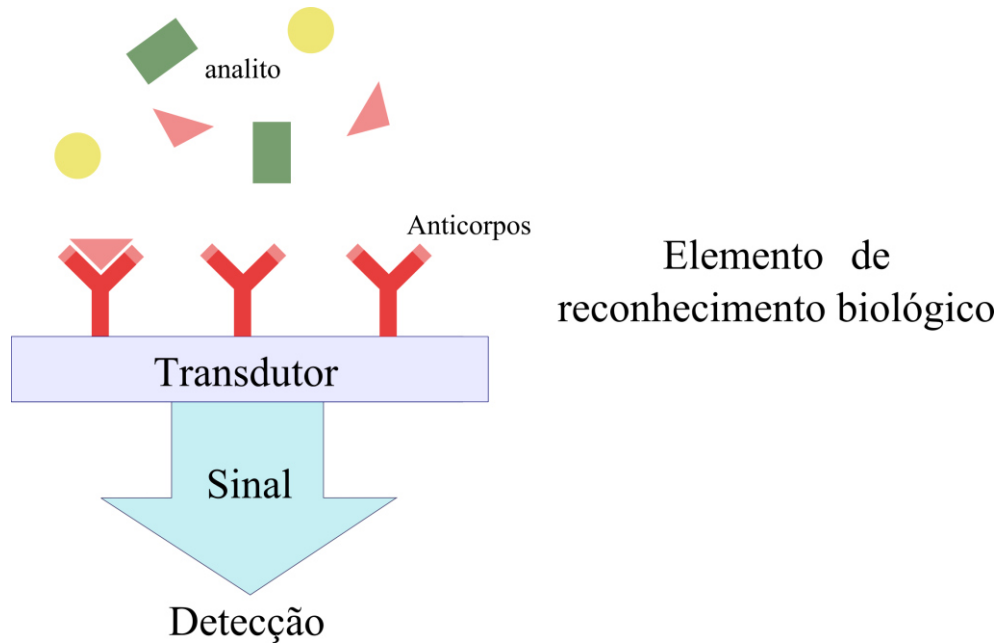 analito
Anticorpos
Elemento de
reconhecimento biológico
Transdutor
Sinal
Detecção